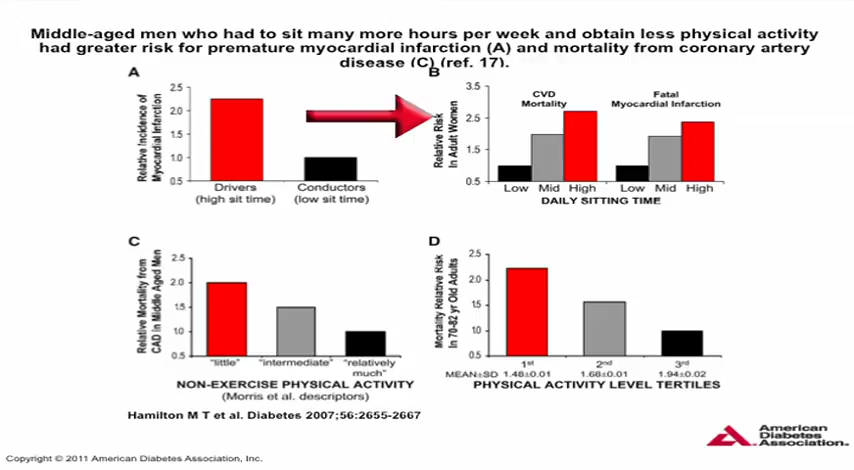 Middle-aged men who had to sit many more hours per week and obtain less physical activity
had greater risk for premature myocardial infarction (A) and mortality from coronary artery
disease (C) (ref. 17).
A
Relative Incidence of
Myocardial Infarction
2.5
2.0
1.5
1.0
0.5
Drivers
(high sit time)
Conductors
(low sit time)
B
Relative Risk
In Adult Women
3.5
2.5
1.5
0.5
CVD
Mortality
Fatal
Myocardial Infarction
Low Mid High Low Mid High
DAILY SITTING TIME
C
Relative Mortality from
CAD in Middle Aged Men
2.5
2.0
1.5
1.0
0.5
"little" "intermediate" "relatively
much"
NON-EXERCISE PHYSICAL ACTIVITY
(Morris et al. descriptors)
D
Mortality Relative Risk
In 70-82 yr Old Adults
2.5
2.0
1.5
1.0
0.5
1st 2nd 3rd
MEAN±SD 1.48±0.01 1.68±0.01 1.94±0.02
PHYSICAL ACTIVITY LEVEL TERTILES
Hamilton M T et al. Diabetes 2007;56:2655-2667
American
Diabetes
Association.
Copyright © 2011 American Diabetes Association, Inc.